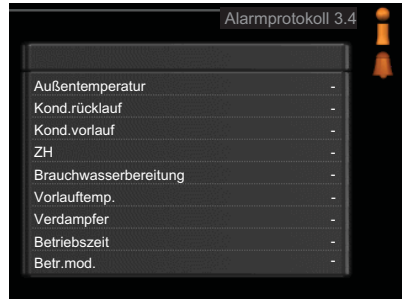 Alarmprotokoll 3.4
Außentemperatur -
Kond.rücklauf -
Kond.vorlauf -
ZH -
Brauchwasserbereitung -
Vorlauftemp. -
Verdampfer -
Betriebszeit -
Betr.mod. -